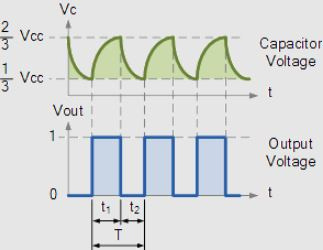 Vc
2/3 Vcc
Capacitor
Voltage
1/3 Vcc
t
Vout
1
Output
Voltage
0
t
t₁ t₂
T